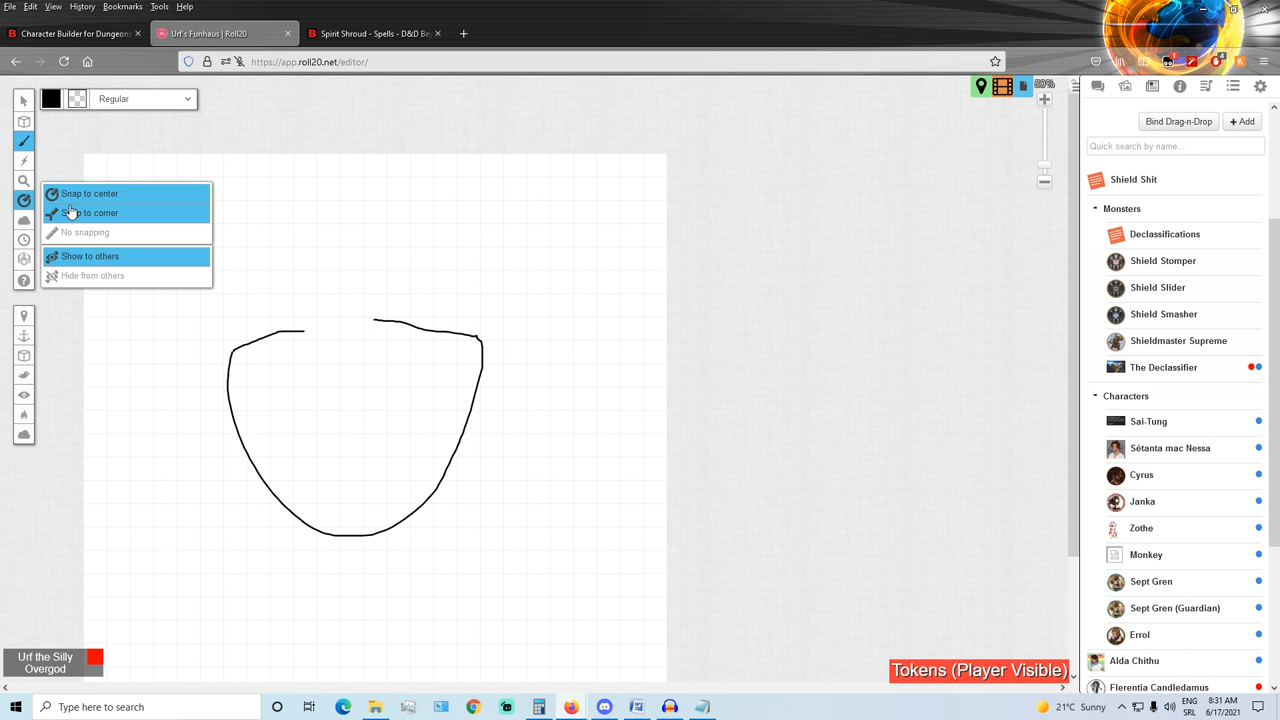 File Edit View History Bookmarks Tools Help
Character Builder for Dungeons
Urf's Funhaus | Roll20
Spirit Shroud - Spells - D&D Bey
https://app.roll20.net/editor/
Regular
Snap to center
to corner
No snapping
Show to others
Hide from others
Bind Drag-n-Drop
+ Add
Quick search by name...
Shield Shit
Monsters
Declassifications
Shield Stomper
Shield Slider
Shield Smasher
Shieldmaster Supreme
The Declassifier
Characters
Sai-Tung
Sétanta mac Nessa
Cyrus
Janka
Zothe
Monkey
Sept Gren
Sept Gren (Guardian)
Errol
Alda Chithu
Florentia Candledamus
Urf the Silly
Overgod
Tokens (Player Visible)
Type here to search
21°C Sunny
ENG
SRL
8:31 AM
6/17/2021